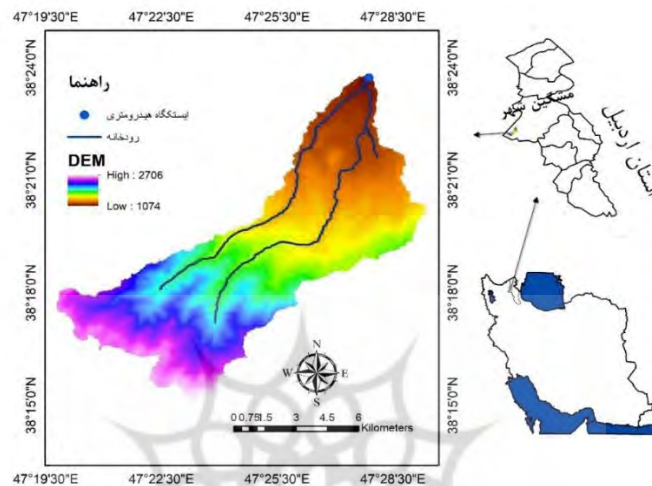 47°19'30"E 47°22'30"E 47°25'30"E 47°28'30"E
38°24'0"N
38°21'0"N
38°18'0"N
38°15'0"N
راهنما
ایستگاه هیدرومتری
رودخانه
DEM
High : 2706
Low : 1074
N
W E
S
0 0.75 1.5 3 4.5 6
Kilometers
38°24'0"N
38°21'0"N
38°18'0"N
38°15'0"N
47°19'30"E 47°22'30"E 47°25'30"E 47°28'30"E
مشکین شهر
استان اردبیل